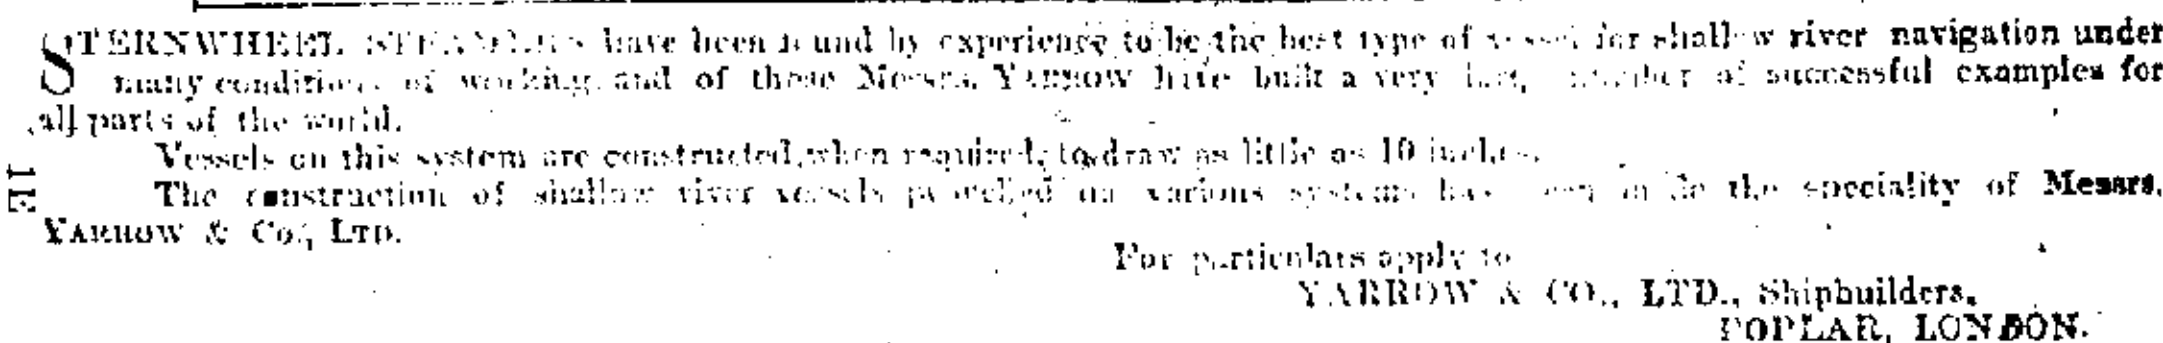 STERNWHEEL STEAMERS have been found by experience to be the best type of vessel for shallow river navigation under
many conditions of working, and of these Messrs. YARROW have built a very large number of successful examples for
all parts of the world.
Vessels on this system are constructed, when required, to draw as little as 10 inches.
The construction of shallow river vessels propelled on various systems has been made the speciality of Messrs.
YARROW & CO., LTD.
For particulars apply to
YARROW & CO., LTD., Shipbuilders,
POPLAR, LONDON.
1E